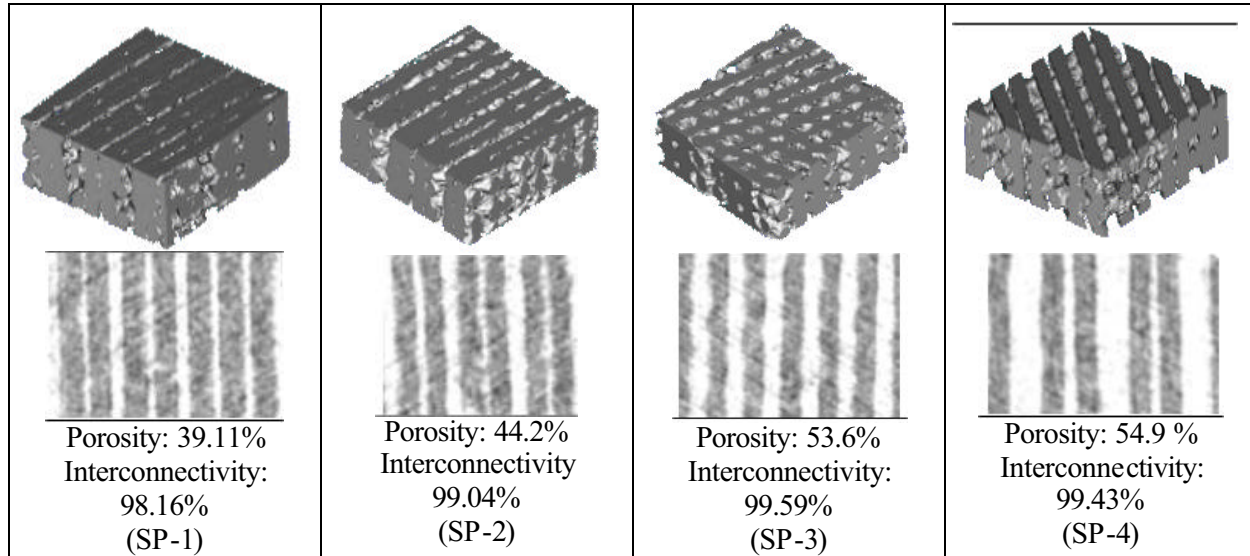 Porosity: 39.11%
Interconnectivity:
98.16%
(SP-1)
Porosity: 44.2%
Interconnectivity
99.04%
(SP-2)
Porosity: 53.6%
Interconnectivity:
99.59%
(SP-3)
Porosity: 54.9 %
Interconnectivity:
99.43%
(SP-4)